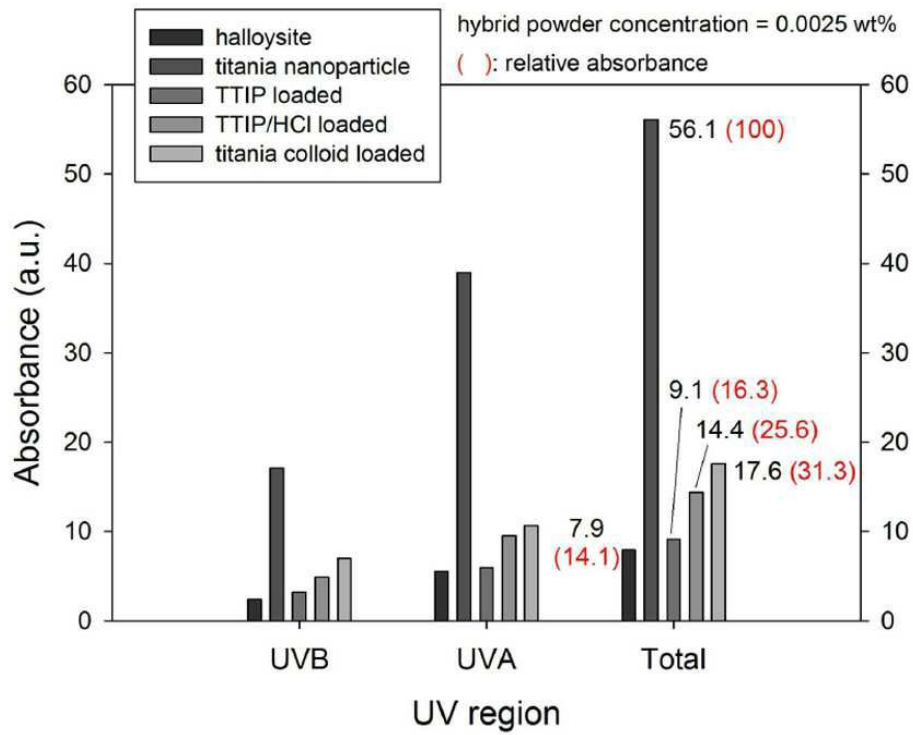 halloysite
titania nanoparticle
TTIP loaded
TTIP/HCl loaded
titania colloid loaded
hybrid powder concentration = 0.0025 wt%
( ): relative absorbance
60
50
40
30
20
10
0
Absorbance (a.u.)
60
50
40
30
20
10
0
56.1 (100)
9.1 (16.3)
14.4 (25.6)
17.6 (31.3)
7.9
(14.1)
UVB
UVA
Total
UV region